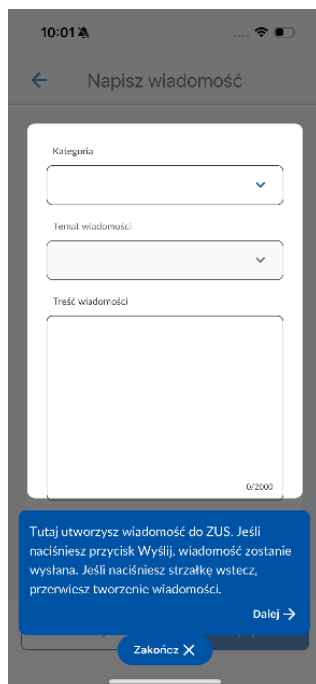 10:01
Napisz wiadomość
Kategoria
Temat wiadomości
Treść wiadomości
0/2000
Tutaj utworzysz wiadomość do ZUS. Jeśli
naciśniesz przycisk Wyślij, wiadomość zostanie
wysłana. Jeśli naciśniesz strzałkę wstecz,
przerwiesz tworzenie wiadomości.
Dalej
Zakończ